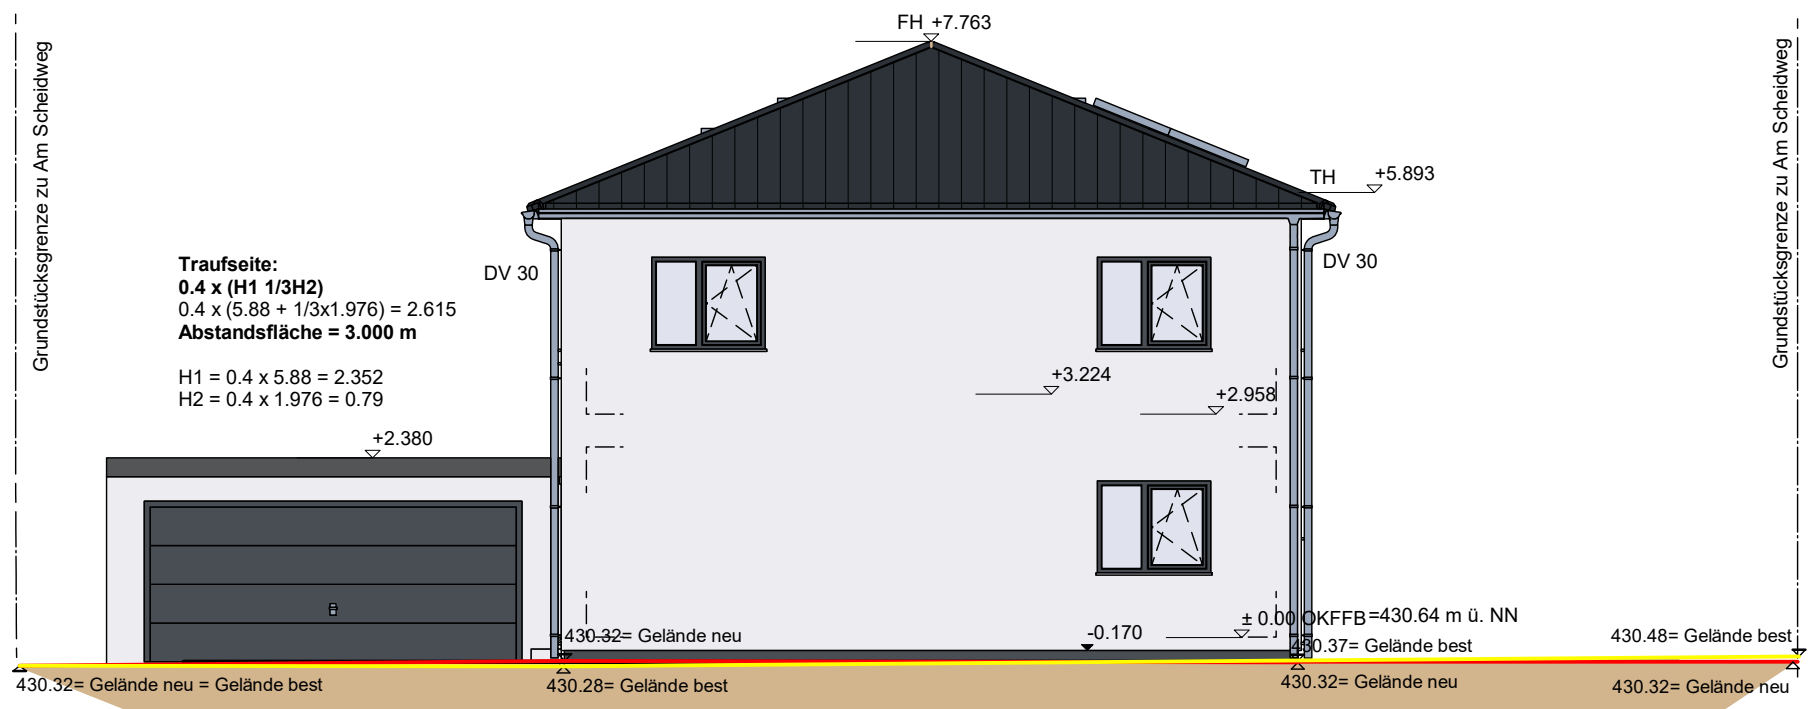 FH +7.763
Grundstücksgrenze zu Am Scheidweg
Grundstücksgrenze zu Am Scheidweg
TH +5.893
Traufseite:
0.4 x (H1 1/3H2)
0.4 x (5.88 + 1/3x1.976) = 2.615
Abstandsfläche = 3.000 m
H1 = 0.4 x 5.88 = 2.352
H2 = 0.4 x 1.976 = 0.79
DV 30
DV 30
+3.224
+2.958
+2.380
± 0.00 OKFFB=430.64 m ü. NN
-0.170
430.32= Gelände neu
430.37= Gelände best
430.48= Gelände best
430.32= Gelände neu = Gelände best
430.28= Gelände best
430.32= Gelände neu
430.32= Gelände neu